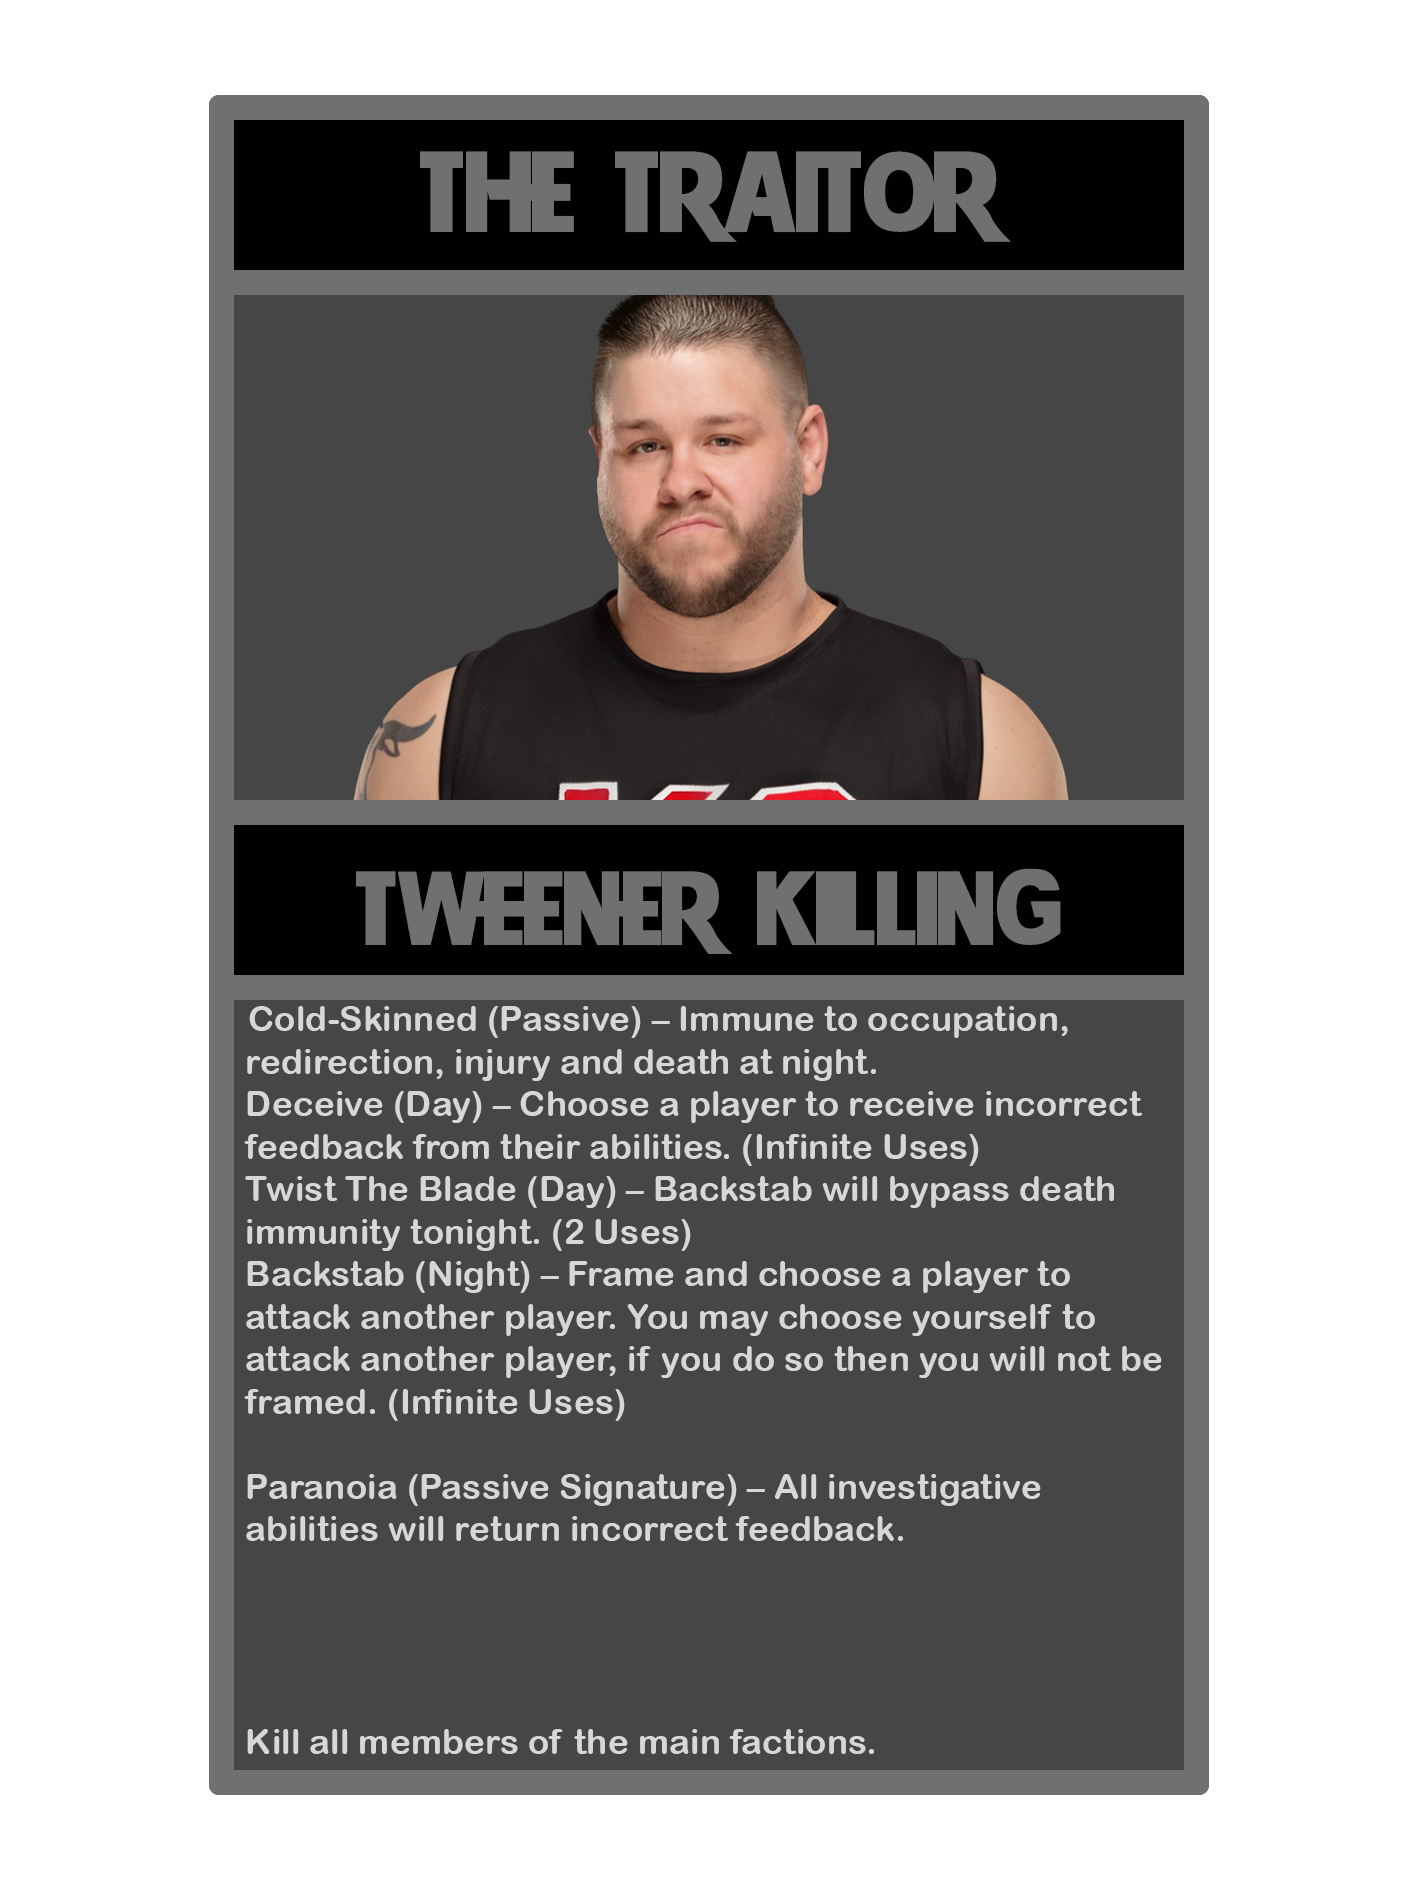 THE TRAITOR
TWEENER KILLING
Cold-Skinned (Passive) – Immune to occupation,
redirection, injury and death at night.
Deceive (Day) – Choose a player to receive incorrect
feedback from their abilities. (Infinite Uses)
Twist The Blade (Day) – Backstab will bypass death
immunity tonight. (2 Uses)
Backstab (Night) – Frame and choose a player to
attack another player. You may choose yourself to
attack another player, if you do so then you will not be
framed. (Infinite Uses)
Paranoia (Passive Signature) – All investigative
abilities will return incorrect feedback.
Kill all members of the main factions.